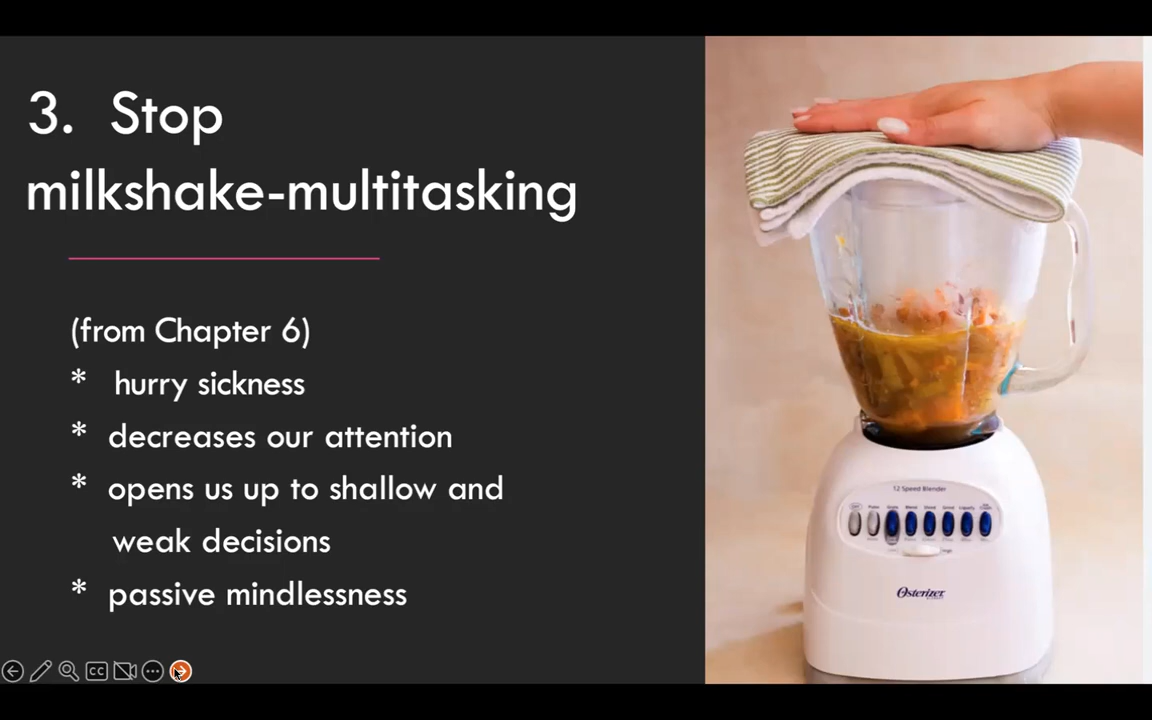 3. Stop
milkshake-multitasking
(from Chapter 6)
* hurry sickness
* decreases our attention
* opens us up to shallow and
weak decisions
* passive mindlessness
12 Speed Blender
Osterizer
CC